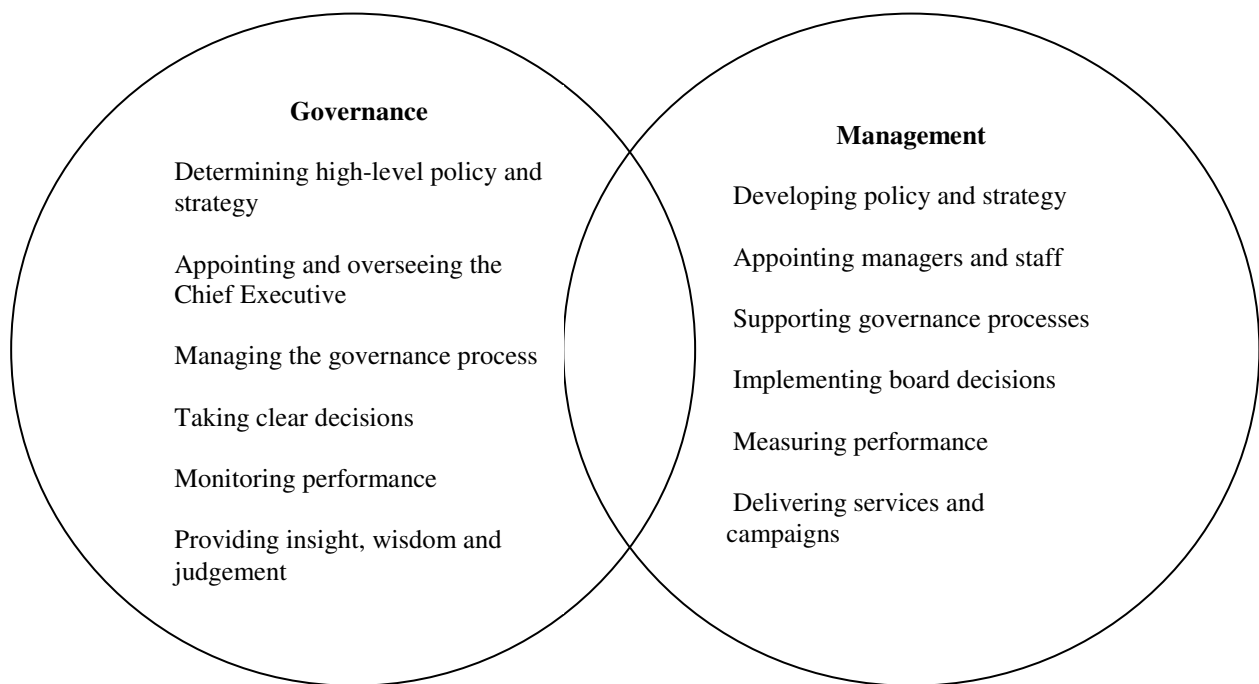 Governance
Determining high-level policy and
strategy
Appointing and overseeing the
Chief Executive
Managing the governance process
Taking clear decisions
Monitoring performance
Providing insight, wisdom and
judgement
Management
Developing policy and strategy
Appointing managers and staff
Supporting governance processes
Implementing board decisions
Measuring performance
Delivering services and
campaigns